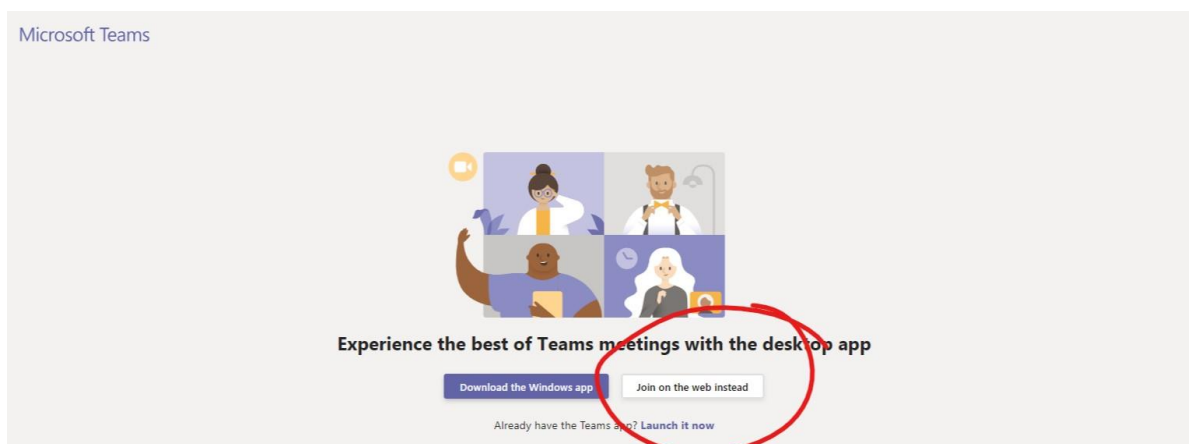 Microsoft Teams
Experience the best of Teams meetings with the desktop app
Download the Windows app
Join on the web instead
Already have the Teams app? Launch it now